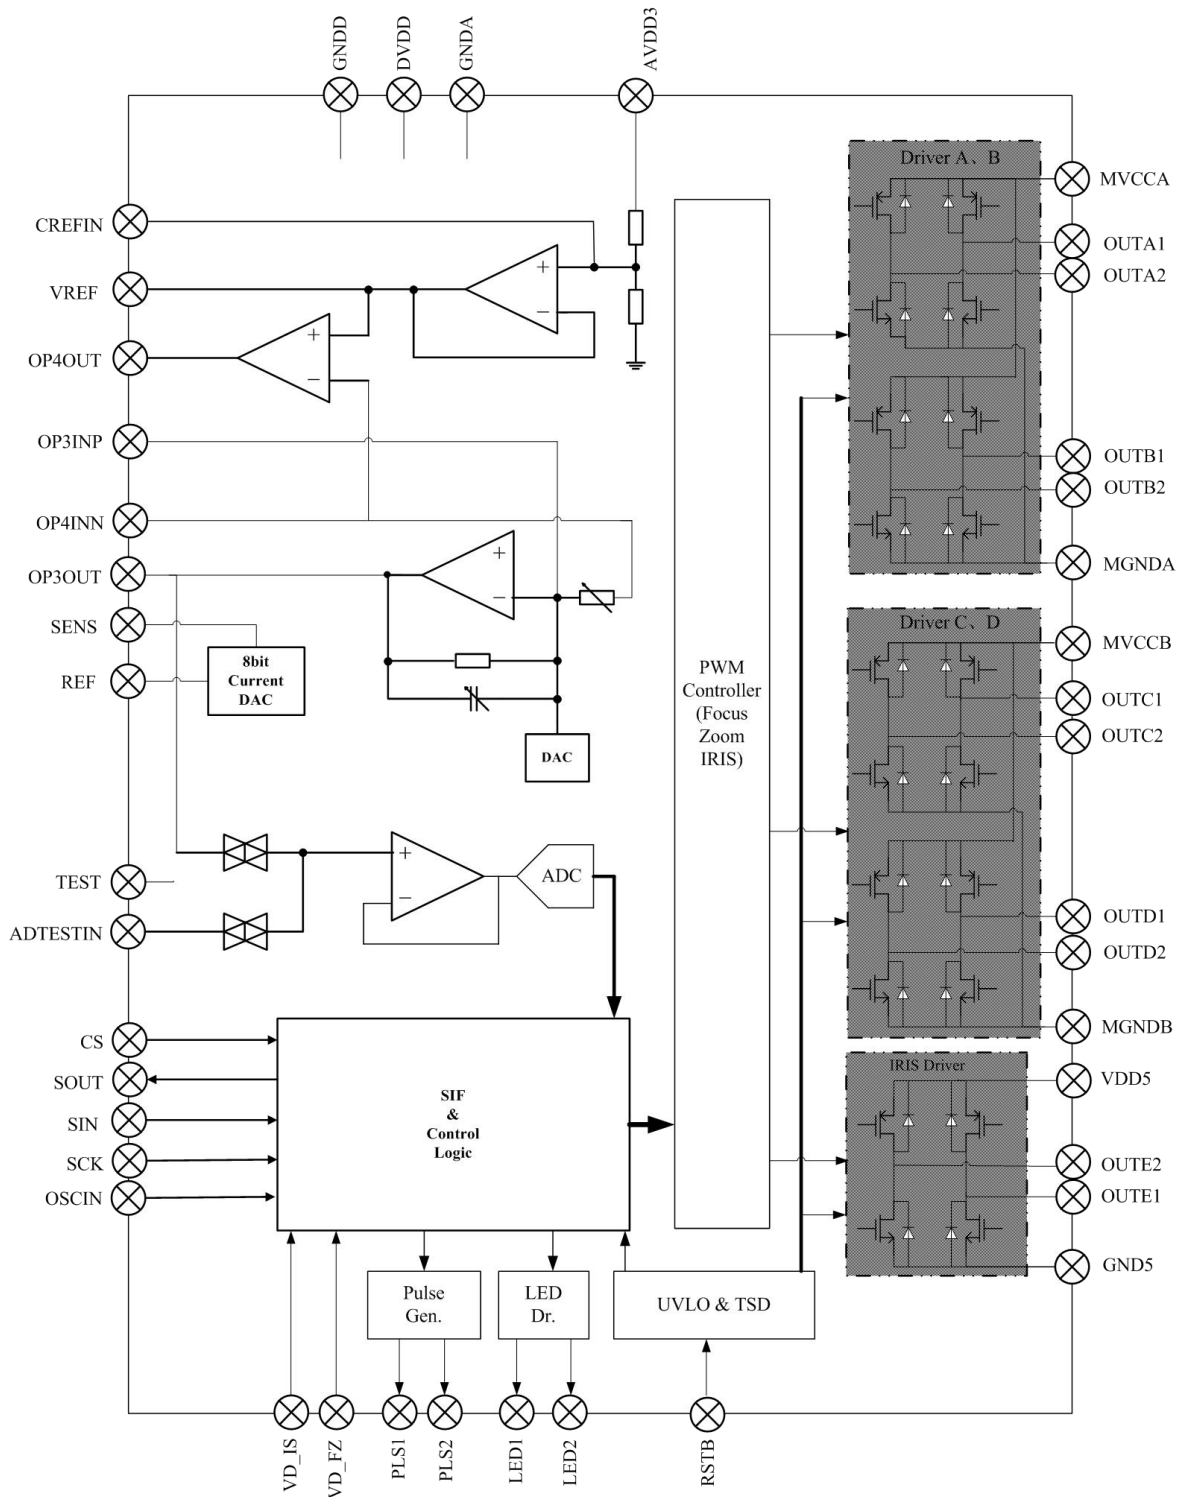 GNDD
DVDD
GNDA
AVDD3
CREFIN
VREF
OP4OUT
OP3INP
OP4INN
OP3OUT
SENS
REF
TEST
ADTESTIN
CS
SOUT
SIN
SCK
OSCIN
+
−
+
−
+
−
8bit
Current
DAC
DAC
+
−
ADC
SIF
&
Control
Logic
PWM
Controller
(Focus
Zoom
IRIS)
Pulse
Gen.
LED
Dr.
UVLO & TSD
Driver A、B
Driver C、D
IRIS Driver
MVCCA
OUTA1
OUTA2
OUTB1
OUTB2
MGNDA
MVCCB
OUTC1
OUTC2
OUTD1
OUTD2
MGNDB
VDD5
OUTE2
OUTE1
GND5
VD_IS
VD_FZ
PLS1
PLS2
LED1
LED2
RSTB